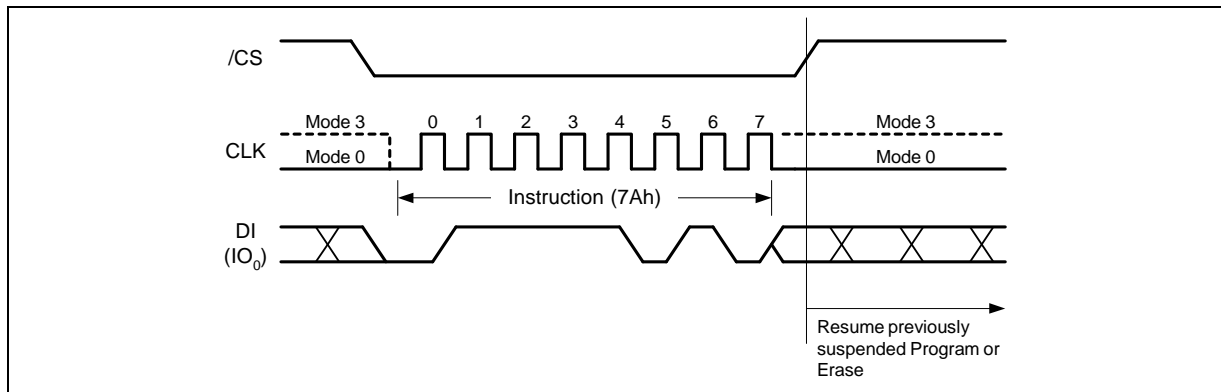 /CS
Mode 3
0 1 2 3 4 5 6 7
Mode 3
CLK
Mode 0
Mode 0
Instruction (7Ah)
DI
(IO0)
Resume previously
suspended Program or
Erase